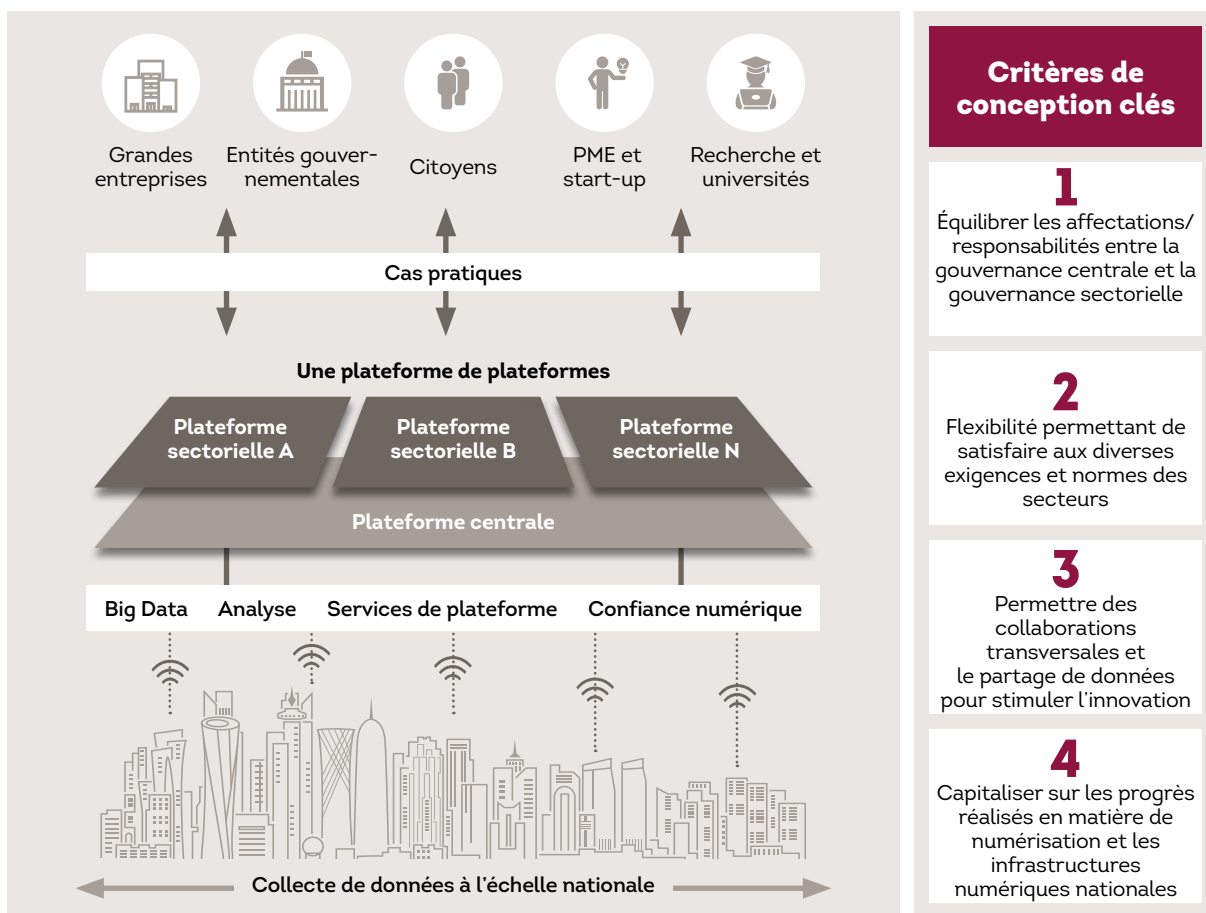 Grandes
entreprises
Entités gouver-
nementales
Citoyens
PME et
start-up
Recherche et
universités
Cas pratiques
Une plateforme de plateformes
Plateforme
sectorielle A
Plateforme
sectorielle B
Plateforme
sectorielle N
Plateforme centrale
Big Data
Analyse
Services de plateforme
Confiance numérique
Collecte de données à l'échelle nationale
Critères de
conception clés
1
Équilibrer les affectations/
responsabilités entre la
gouvernance centrale et la
gouvernance sectorielle
2
Flexibilité permettant de
satisfaire aux diverses
exigences et normes des
secteurs
3
Permettre des
collaborations
transversales et
le partage de données
pour stimuler l'innovation
4
Capitaliser sur les progrès
réalisés en matière de
numérisation et les
infrastructures
numériques nationales